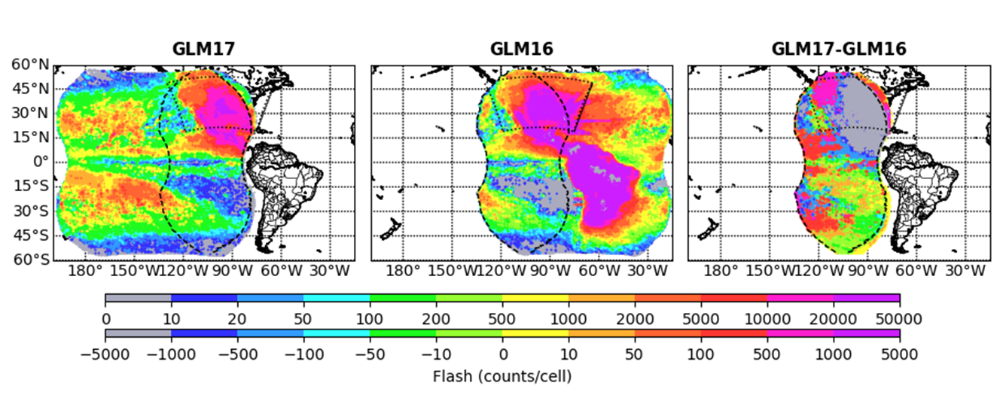 GLM17 GLM16 GLM17-GLM16
60°N
45°N
30°N
15°N
0°
15°S
30°S
45°S
60°S
180° 150°W 120°W 90°W 60°W 30°W 180° 150°W 120°W 90°W 60°W 30°W 180° 150°W 120°W 90°W 60°W 30°W
0 10 20 50 100 200 500 1000 2000 5000 10000 20000 50000
−5000 −1000 −500 −100 −50 −10 0 10 50 100 500 1000 5000
Flash (counts/cell)